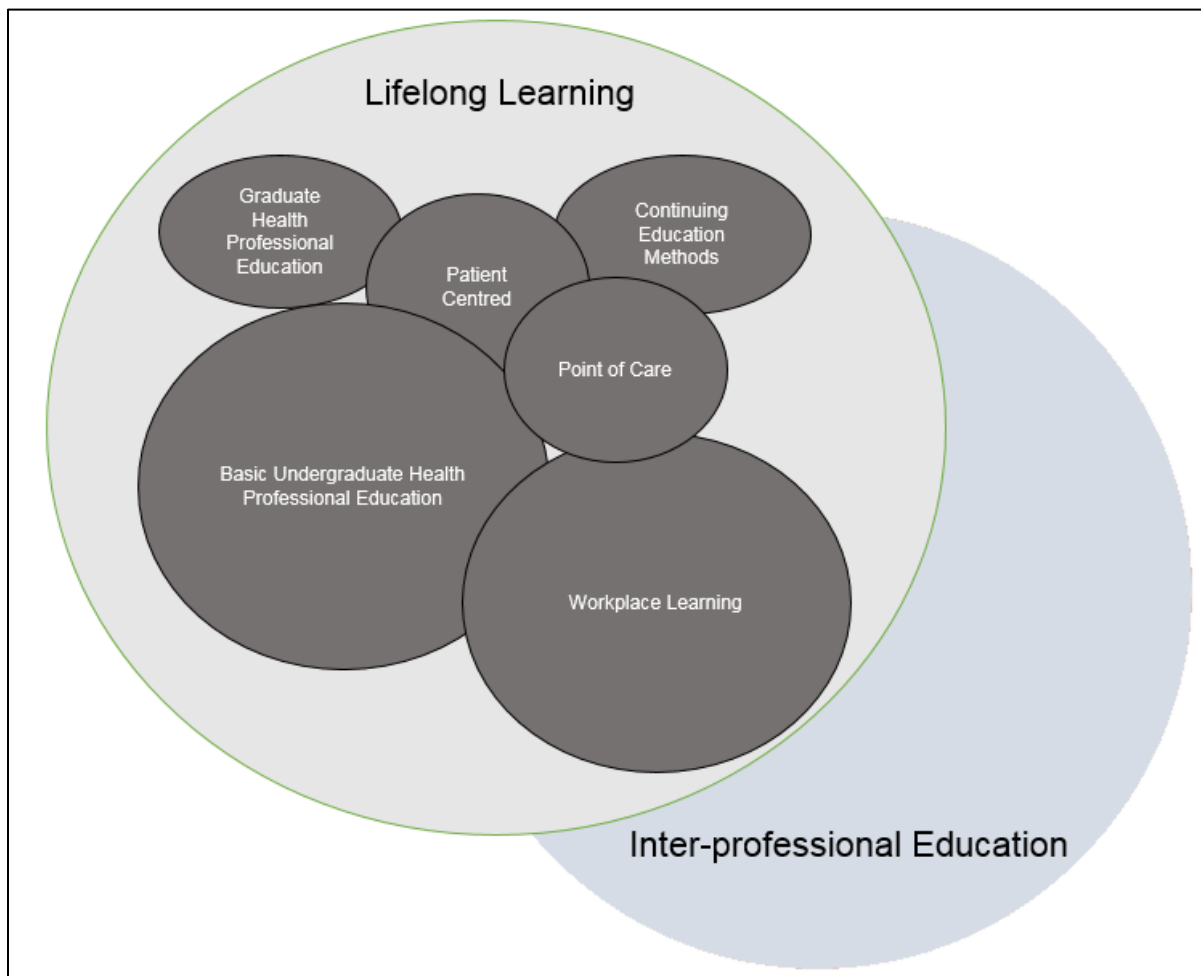 Lifelong Learning
Graduate
Health
Professional
Education
Continuing
Education
Methods
Patient
Centred
Point of Care
Basic Undergraduate Health
Professional Education
Workplace Learning
Inter-professional Education